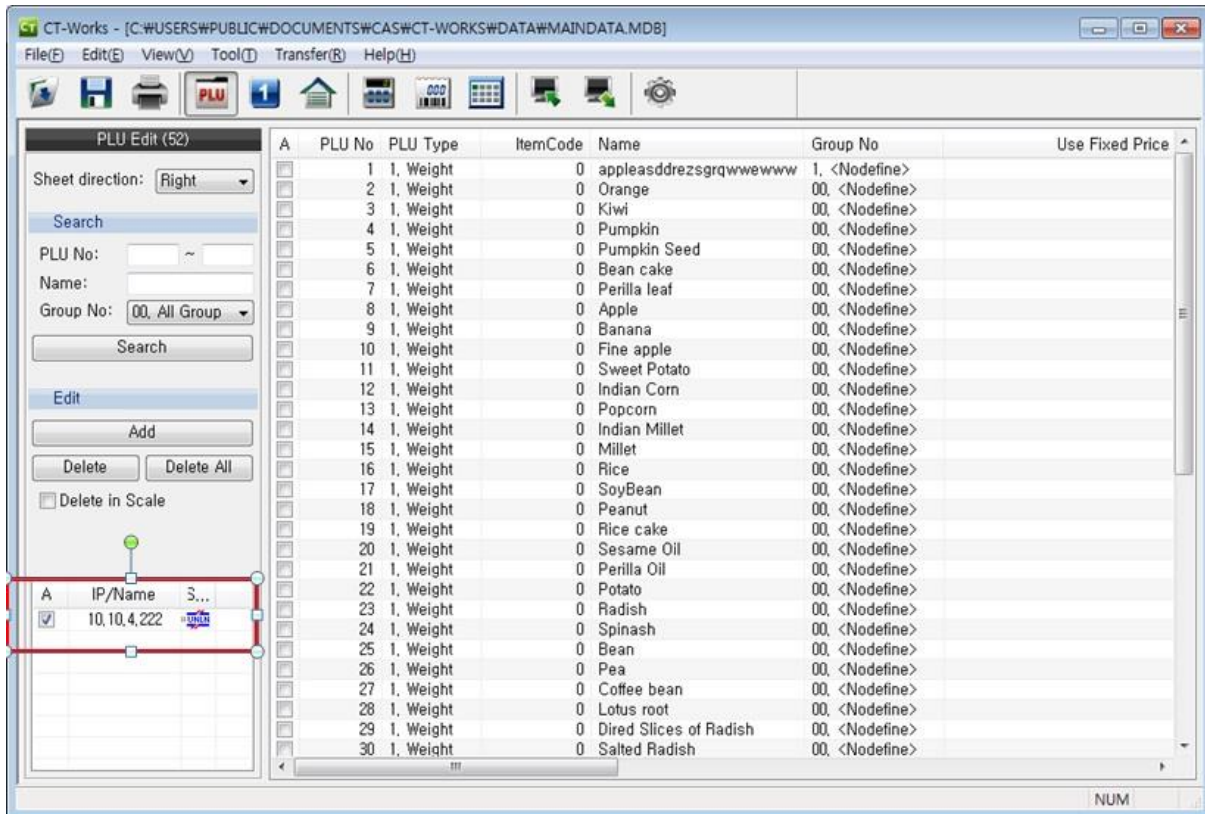 CT-Works - [C:₩USERS₩PUBLIC₩DOCUMENTS₩CAS₩CT-WORKS₩DATA₩MAINDATA.MDB]
File(F) Edit(E) View(V) Tool(T) Transfer(R) Help(H)
PLU 1 000
PLU Edit (52)
Sheet direction: Right
Search
PLU No: ~
Name:
Group No: 00, All Group
Search
Edit
Add
Delete Delete All
Delete in Scale
A IP/Name S...
10,10,4,222 UNLN
A PLU No PLU Type ItemCode Name Group No Use Fixed Price
1 1, Weight 0 appleasddrezsgrqwwewww 1, <Nodefine>
2 1, Weight 0 Orange 00, <Nodefine>
3 1, Weight 0 Kiwi 00, <Nodefine>
4 1, Weight 0 Pumpkin 00, <Nodefine>
5 1, Weight 0 Pumpkin Seed 00, <Nodefine>
6 1, Weight 0 Bean cake 00, <Nodefine>
7 1, Weight 0 Perilla leaf 00, <Nodefine>
8 1, Weight 0 Apple 00, <Nodefine>
9 1, Weight 0 Banana 00, <Nodefine>
10 1, Weight 0 Fine apple 00, <Nodefine>
11 1, Weight 0 Sweet Potato 00, <Nodefine>
12 1, Weight 0 Indian Corn 00, <Nodefine>
13 1, Weight 0 Popcorn 00, <Nodefine>
14 1, Weight 0 Indian Millet 00, <Nodefine>
15 1, Weight 0 Millet 00, <Nodefine>
16 1, Weight 0 Rice 00, <Nodefine>
17 1, Weight 0 SoyBean 00, <Nodefine>
18 1, Weight 0 Peanut 00, <Nodefine>
19 1, Weight 0 Rice cake 00, <Nodefine>
20 1, Weight 0 Sesame Oil 00, <Nodefine>
21 1, Weight 0 Perilla Oil 00, <Nodefine>
22 1, Weight 0 Potato 00, <Nodefine>
23 1, Weight 0 Radish 00, <Nodefine>
24 1, Weight 0 Spinash 00, <Nodefine>
25 1, Weight 0 Bean 00, <Nodefine>
26 1, Weight 0 Pea 00, <Nodefine>
27 1, Weight 0 Coffee bean 00, <Nodefine>
28 1, Weight 0 Lotus root 00, <Nodefine>
29 1, Weight 0 Dired Slices of Radish 00, <Nodefine>
30 1, Weight 0 Salted Radish 00, <Nodefine>
NUM